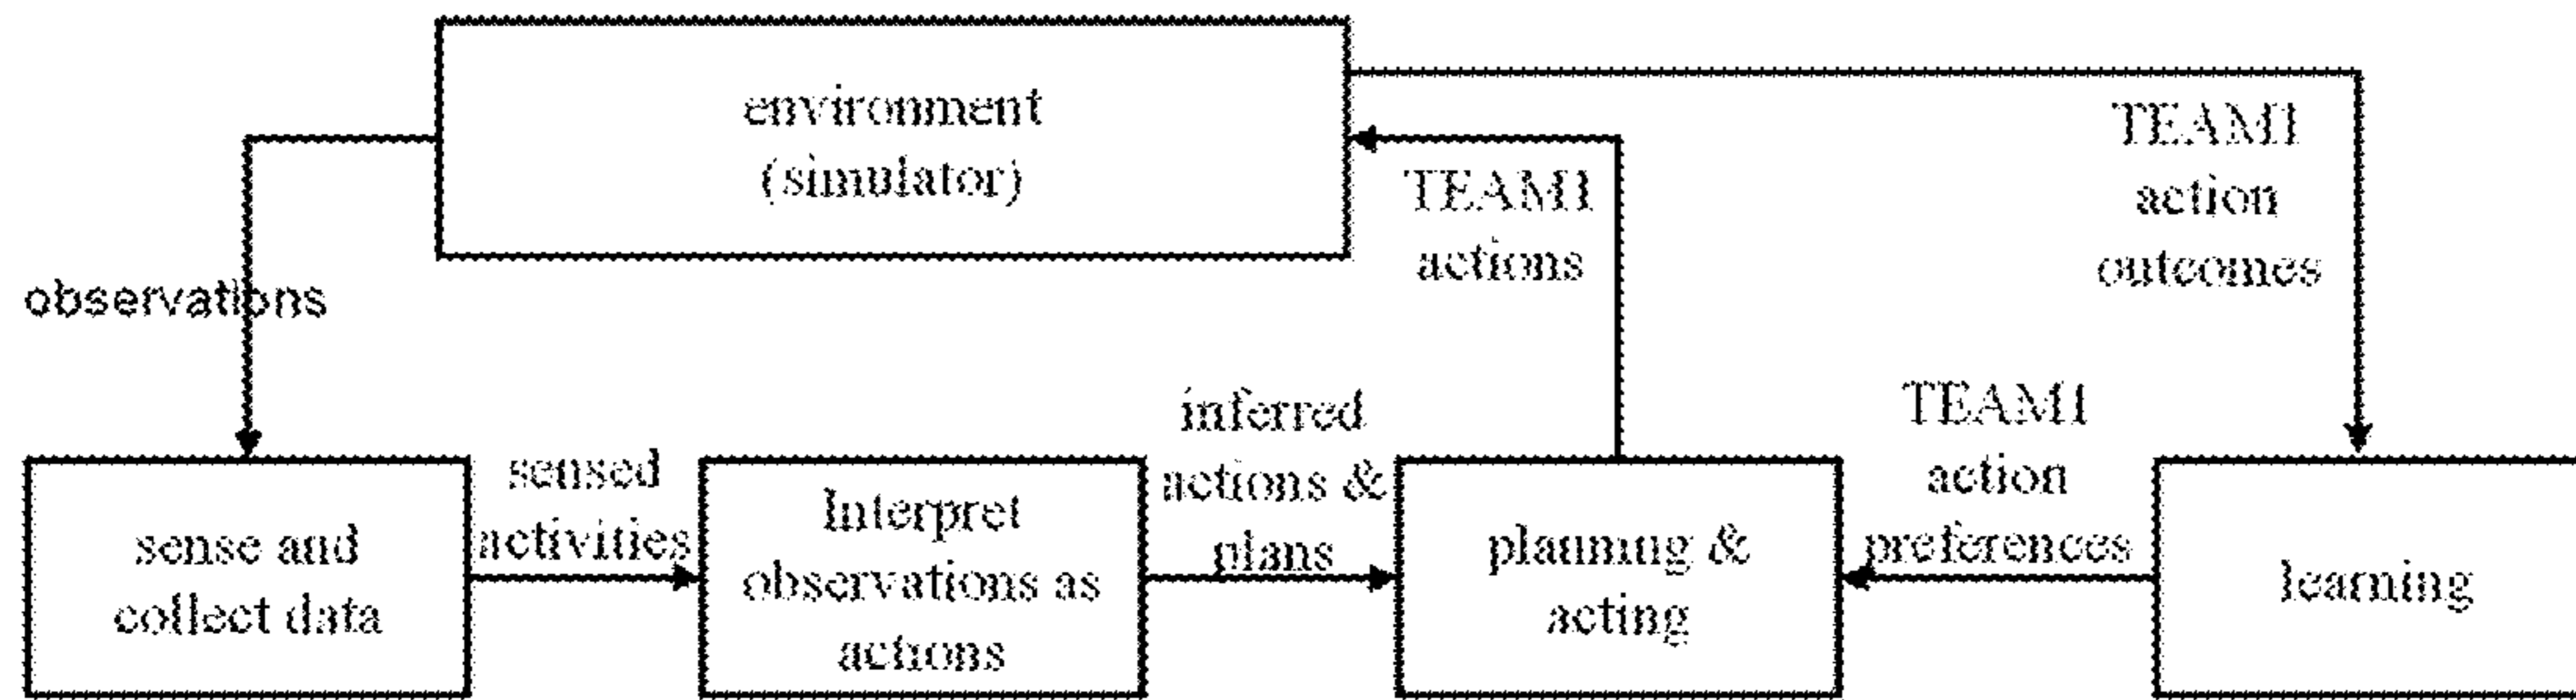 environment
(simulator)
TEAM1
action
outcomes
TEAM1
actions
observations
sensed
activities
inferred
actions &
plans
TEAM1
action
preferences
sense and
collect data
Interpret
observations as
actions
planning &
acting
learning